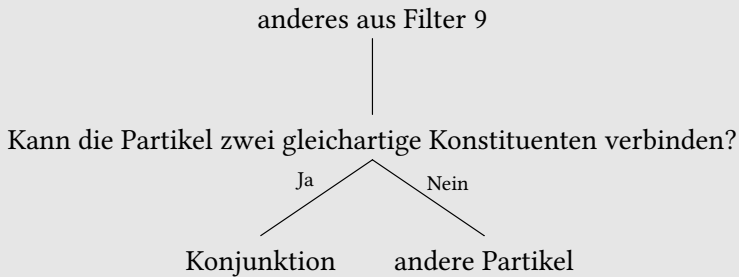 anderes aus Filter 9
Kann die Partikel zwei gleichartige Konstituenten verbinden?
Ja Nein
Konjunktion andere Partikel